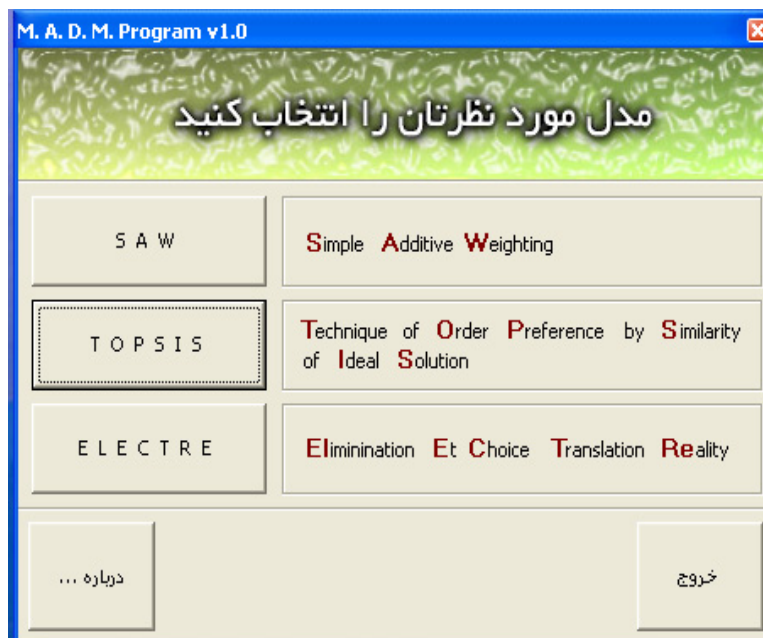 M. A. D. M. Program v1.0
مدل مورد نظرتان را انتخاب کنید
S A W
Simple Additive Weighting
T O P S I S
Technique of Order Preference by Similarity
of Ideal Solution
E L E C T R E
Eliminination Et Choice Translation Reality
درباره ...
خروج